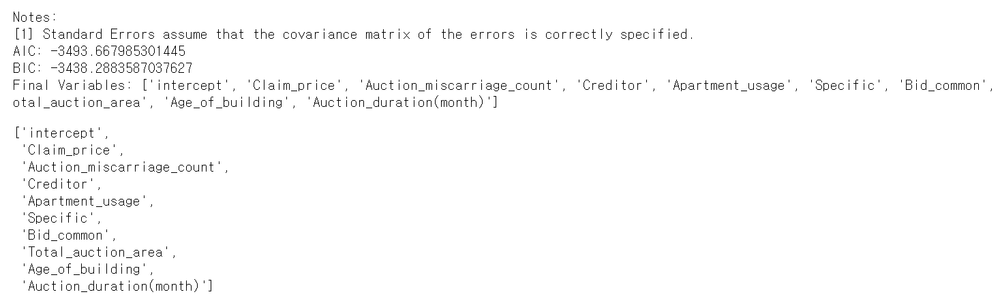 Notes:
[1] Standard Errors assume that the covariance matrix of the errors is correctly specified.
AIC: -3493.667985301445
BIC: -3438.2883587037627
Final Variables: ['intercept', 'Claim_price', 'Auction_miscarriage_count', 'Creditor', 'Apartment_usage', 'Specific', 'Bid_common',
otal_auction_area', 'Age_of_building', 'Auction_duration(month)']
['intercept',
'Claim_price',
'Auction_miscarriage_count',
'Creditor',
'Apartment_usage',
'Specific',
'Bid_common',
'Total_auction_area',
'Age_of_building',
'Auction_duration(month)']